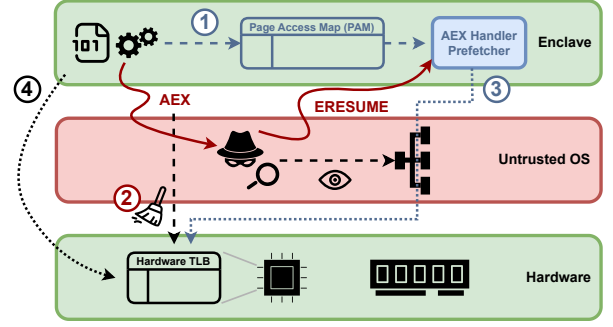 101
1
Page Access Map (PAM)
AEX Handler
Prefetcher
Enclave
4
AEX
ERESUME
3
Untrusted OS
2
Hardware TLB
Hardware